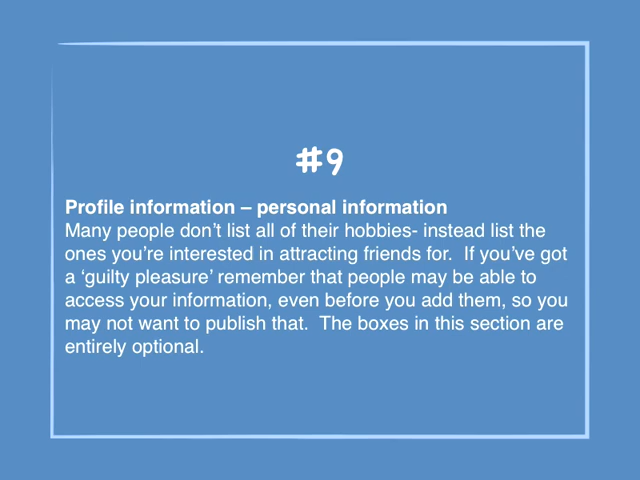 #9
Profile information – personal information
Many people don’t list all of their hobbies- instead list the
ones you’re interested in attracting friends for.  If you’ve got
a ‘guilty pleasure’ remember that people may be able to
access your information, even before you add them, so you
may not want to publish that.  The boxes in this section are
entirely optional.